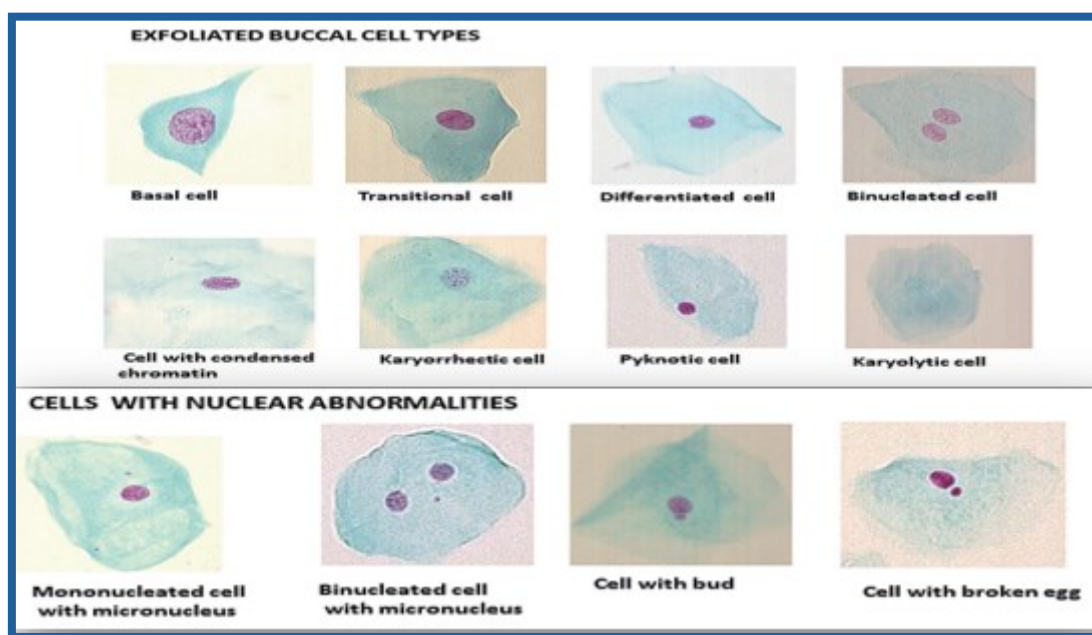 EXFOLIATED BUCCAL CELL TYPES
Basal cell
Transitional cell
Differentiated cell
Binucleated cell
Cell with condensed
chromatin
Karyorrhectic cell
Pyknotic cell
Karyolytic cell
CELLS WITH NUCLEAR ABNORMALITIES
Mononucleated cell
with micronucleus
Binucleated cell
with micronucleus
Cell with bud
Cell with broken egg